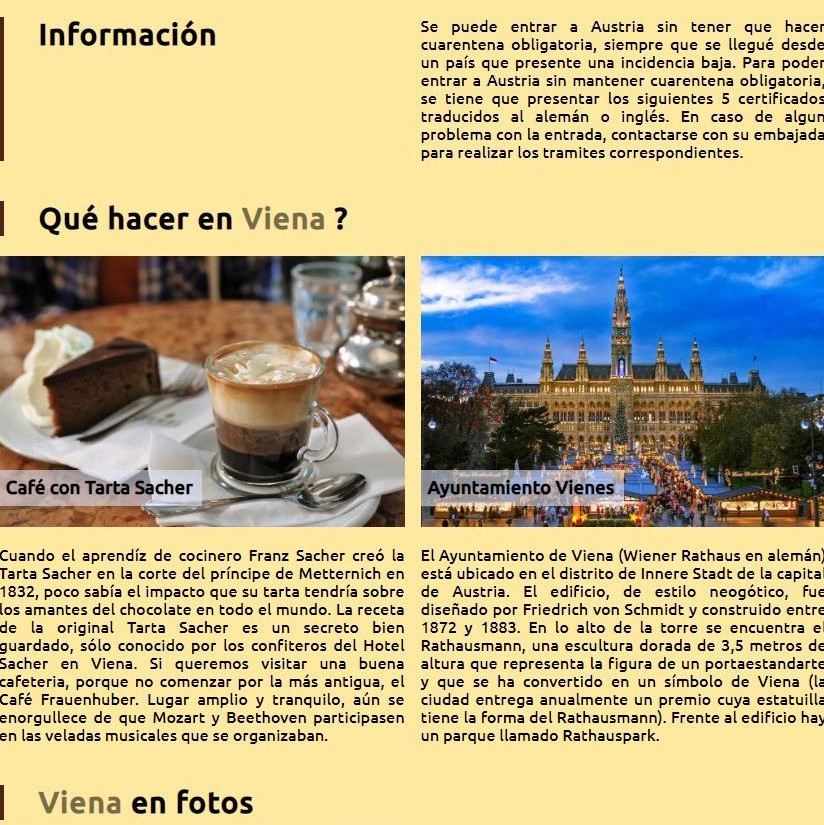 Información
Se puede entrar a Austria sin tener que hacer
cuarentena obligatoria, siempre que se llegué desde
un país que presente una incidencia baja. Para poder
entrar a Austria sin mantener cuarentena obligatoria,
se tiene que presentar los siguientes 5 certificados
traducidos al alemán o inglés. En caso de algun
problema con la entrada, contactarse con su embajada
para realizar los tramites correspondientes.
Qué hacer en Viena ?
Café con Tarta Sacher
Cuando el aprendíz de cocinero Franz Sacher creó la
Tarta Sacher en la corte del príncipe de Metternich en
1832, poco sabía el impacto que su tarta tendría sobre
los amantes del chocolate en todo el mundo. La receta
de la original Tarta Sacher es un secreto bien
guardado, sólo conocido por los confiteros del Hotel
Sacher en Viena. Si queremos visitar una buena
cafeteria, porque no comenzar por la más antigua, el
Café Frauenhuber. Lugar amplio y tranquilo, aún se
enorgullece de que Mozart y Beethoven participasen
en las veladas musicales que se organizaban.
Ayuntamiento Vienes
El Ayuntamiento de Viena (Wiener Rathaus en alemán)
está ubicado en el distrito de Innere Stadt de la capital
de Austria. El edificio, de estilo neogótico, fue
diseñado por Friedrich von Schmidt y construido entre
1872 y 1883. En lo alto de la torre se encuentra el
Rathausmann, una escultura dorada de 3,5 metros de
altura que representa la figura de un portaestandarte
y que se ha convertido en un símbolo de Viena (la
ciudad entrega anualmente un premio cuya estatuilla
tiene la forma del Rathausmann). Frente al edificio hay
un parque llamado Rathauspark.
Viena en fotos